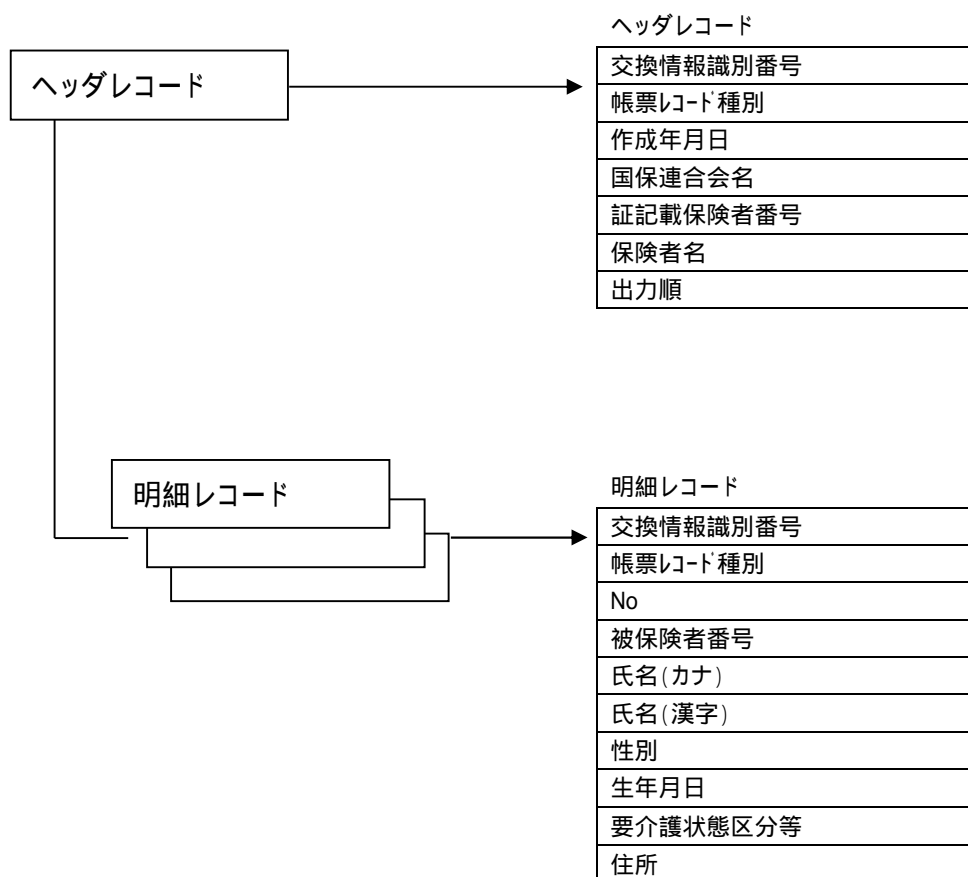 ヘッダレコード
ヘッダレコード
交換情報識別番号
帳票ﾚｺｰﾄﾞ種別
作成年月日
国保連合会名
証記載保険者番号
保険者名
出力順
明細レコード
明細レコード
交換情報識別番号
帳票ﾚｺｰﾄﾞ種別
No
被保険者番号
氏名(カナ)
氏名(漢字)
性別
生年月日
要介護状態区分等
住所